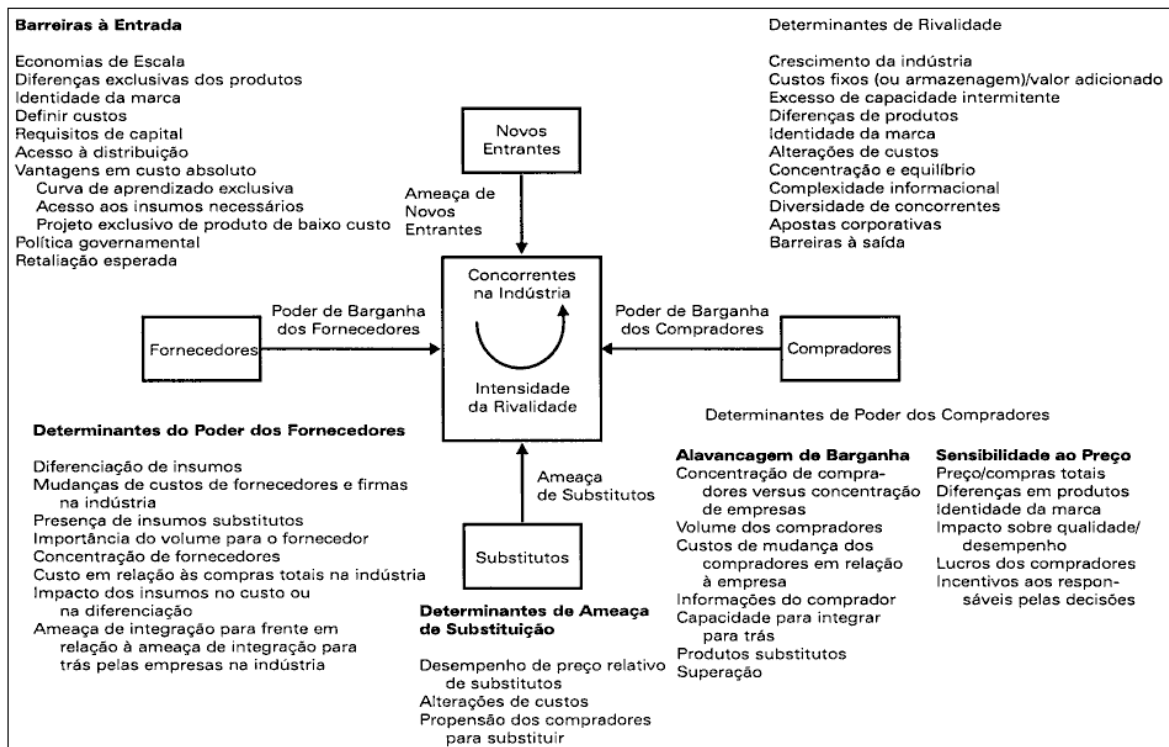 Barreiras à Entrada
Economias de Escala
Diferenças exclusivas dos produtos
Identidade da marca
Definir custos
Requisitos de capital
Acesso à distribuição
Vantagens em custo absoluto
Curva de aprendizado exclusiva
Acesso aos insumos necessários
Projeto exclusivo de produto de baixo custo
Política governamental
Retaliação esperada
Novos
Entrantes
Ameaça de
Novos
Entrantes
Determinantes de Rivalidade
Crescimento da indústria
Custos fixos (ou armazenagem)/valor adicionado
Excesso de capacidade intermitente
Diferenças de produtos
Identidade da marca
Alterações de custos
Concentração e equilíbrio
Complexidade informacional
Diversidade de concorrentes
Apostas corporativas
Barreiras à saída
Fornecedores
Poder de Barganha
dos Fornecedores
Concorrentes
na Indústria
Intensidade
da Rivalidade
Poder de Barganha
dos Compradores
Compradores
Determinantes do Poder dos Fornecedores
Diferenciação de insumos
Mudanças de custos de fornecedores e firmas
na indústria
Presença de insumos substitutos
Importância do volume para o fornecedor
Concentração de fornecedores
Custo em relação às compras totais na indústria
Impacto dos insumos no custo ou
na diferenciação
Ameaça de integração para frente em
relação à ameaça de integração para
trás pelas empresas na indústria
Ameaça
de Substitutos
Substitutos
Determinantes de Ameaça
de Substituição
Desempenho de preço relativo
de substitutos
Alterações de custos
Propensão dos compradores
para substituir
Determinantes de Poder dos Compradores
Alavancagem de Barganha
Concentração de compra-
dores versus concentração
de empresas
Volume dos compradores
Custos de mudança dos
compradores em relação
à empresa
Informações do comprador
Capacidade para integrar
para trás
Produtos substitutos
Superação
Sensibilidade ao Preço
Preço/compras totais
Diferenças em produtos
Identidade da marca
Impacto sobre qualidade/
desempenho
Lucros dos compradores
Incentivos aos respon-
sáveis pelas decisões